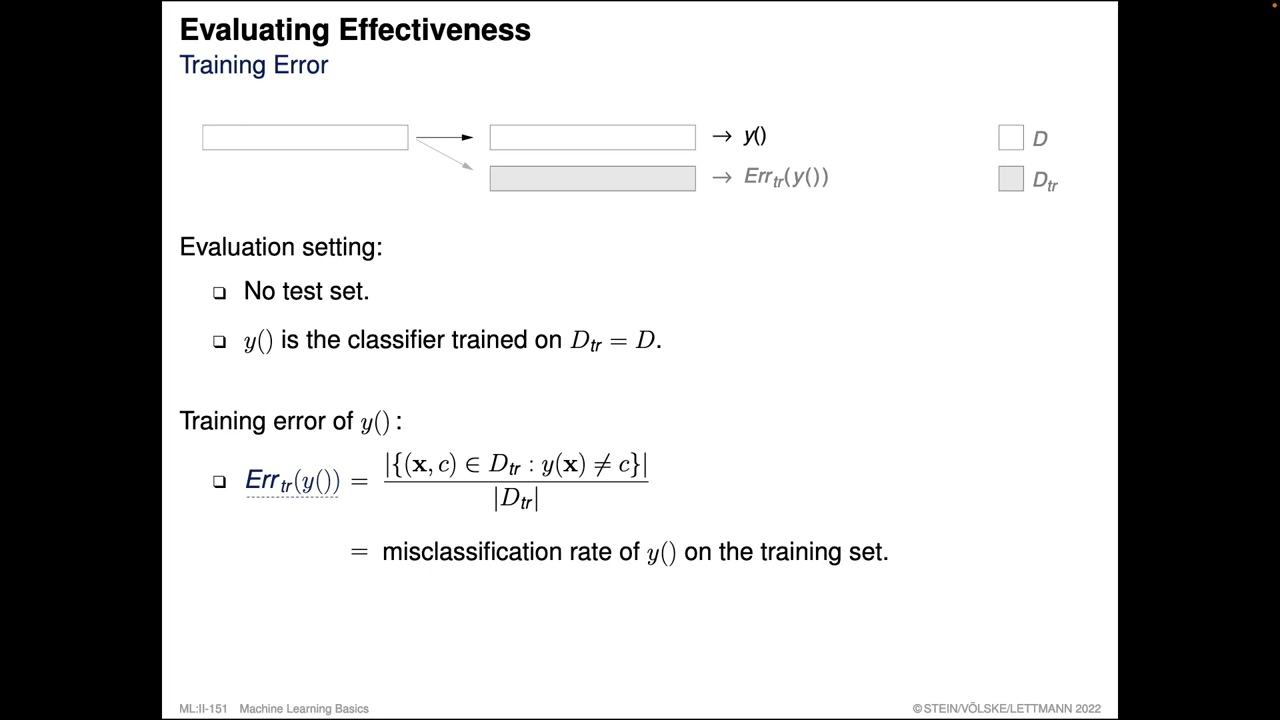 Evaluating Effectiveness
Training Error
→ y() D
→ Err_tr(y()) D_tr
Evaluation setting:
❑ No test set.
❑ y() is the classifier trained on D_tr = D.
Training error of y() :
❑ Err_tr(y()) = |{(x, c) ∈ D_tr : y(x) ≠ c}| / |D_tr|
= misclassification rate of y() on the training set.
ML:II-151 Machine Learning Basics ©STEIN/VÖLSKE/LETTMANN 2022